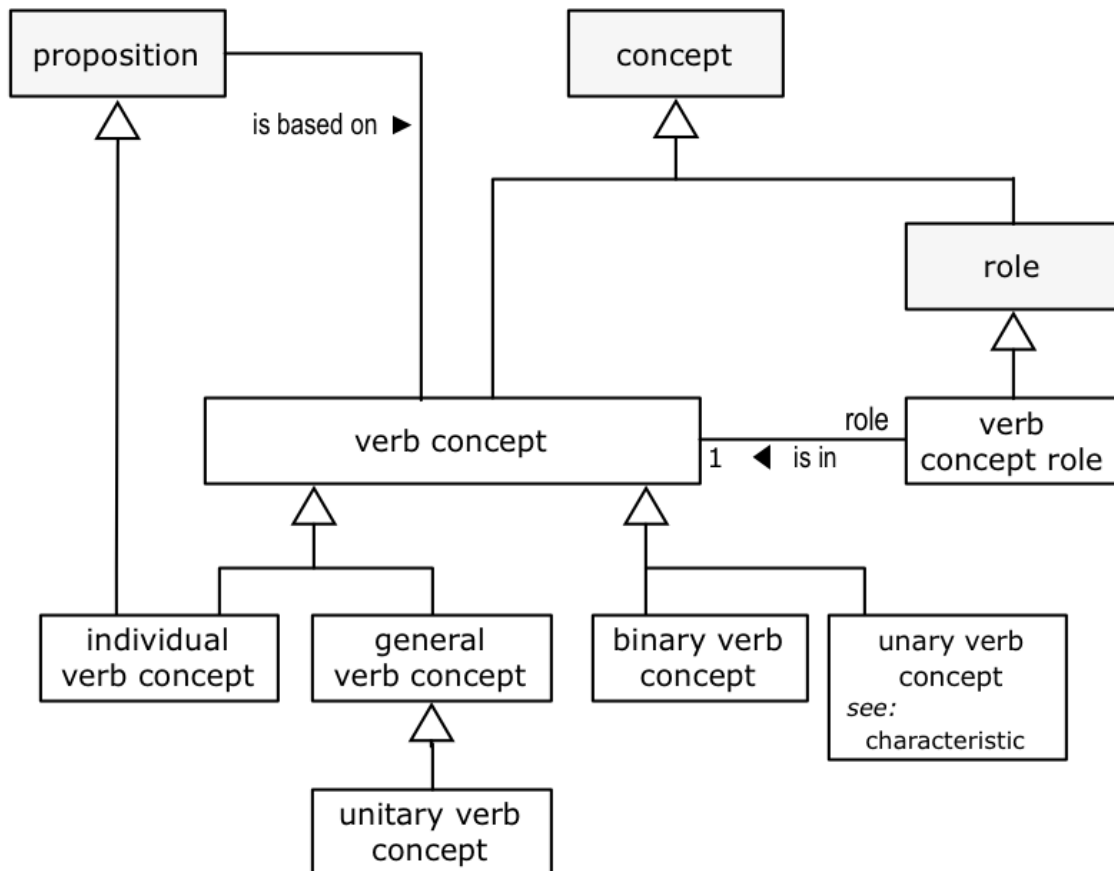 proposition
concept
is based on ►
role
verb concept
role
1 ◄ is in
verb
concept role
individual
verb concept
general
verb concept
binary verb
concept
unary verb
concept
see:
characteristic
unitary verb
concept